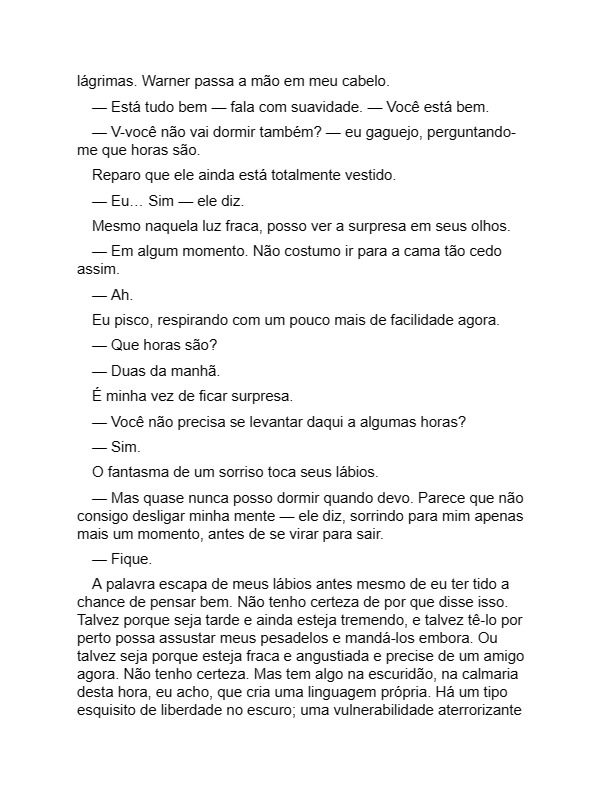 lágrimas. Warner passa a mão em meu cabelo.
— Está tudo bem — fala com suavidade. — Você está bem.
— V-você não vai dormir também? — eu gaguejo, perguntando-
me que horas são.
Reparo que ele ainda está totalmente vestido.
— Eu… Sim — ele diz.
Mesmo naquela luz fraca, posso ver a surpresa em seus olhos.
— Em algum momento. Não costumo ir para a cama tão cedo
assim.
— Ah.
Eu pisco, respirando com um pouco mais de facilidade agora.
— Que horas são?
— Duas da manhã.
É minha vez de ficar surpresa.
— Você não precisa se levantar daqui a algumas horas?
— Sim.
O fantasma de um sorriso toca seus lábios.
— Mas quase nunca posso dormir quando devo. Parece que não
consigo desligar minha mente — ele diz, sorrindo para mim apenas
mais um momento, antes de se virar para sair.
— Fique.
A palavra escapa de meus lábios antes mesmo de eu ter tido a
chance de pensar bem. Não tenho certeza de por que disse isso.
Talvez porque seja tarde e ainda esteja tremendo, e talvez tê-lo por
perto possa assustar meus pesadelos e mandá-los embora. Ou
talvez seja porque esteja fraca e angustiada e precise de um amigo
agora. Não tenho certeza. Mas tem algo na escuridão, na calmaria
desta hora, eu acho, que cria uma linguagem própria. Há um tipo
esquisito de liberdade no escuro; uma vulnerabilidade aterrorizante